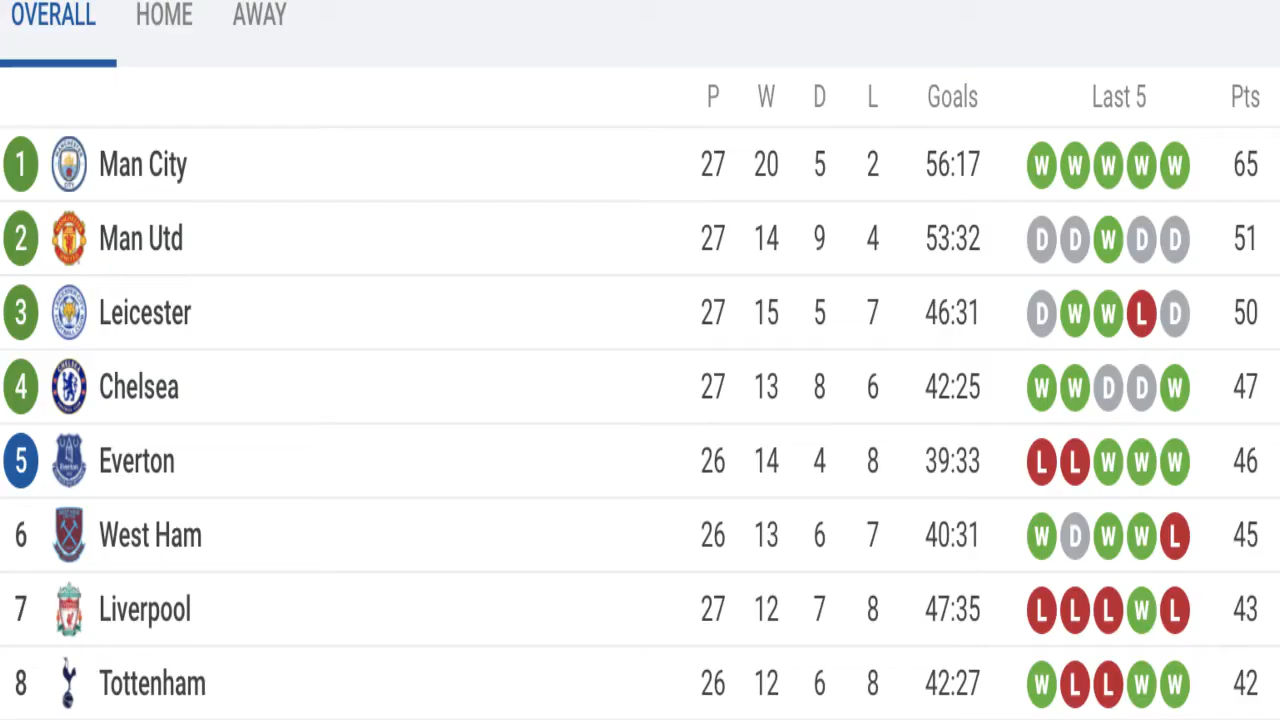 OVERALL HOME AWAY
P W D L Goals Last 5 Pts
1 Man City 27 20 5 2 56:17 W W W W W 65
2 Man Utd 27 14 9 4 53:32 D D W D D 51
3 Leicester 27 15 5 7 46:31 D W W L D 50
4 Chelsea 27 13 8 6 42:25 W W D D W 47
5 Everton 26 14 4 8 39:33 L L W W W 46
6 West Ham 26 13 6 7 40:31 W D W W L 45
7 Liverpool 27 12 7 8 47:35 L L L W L 43
8 Tottenham 26 12 6 8 42:27 W L L W W 42